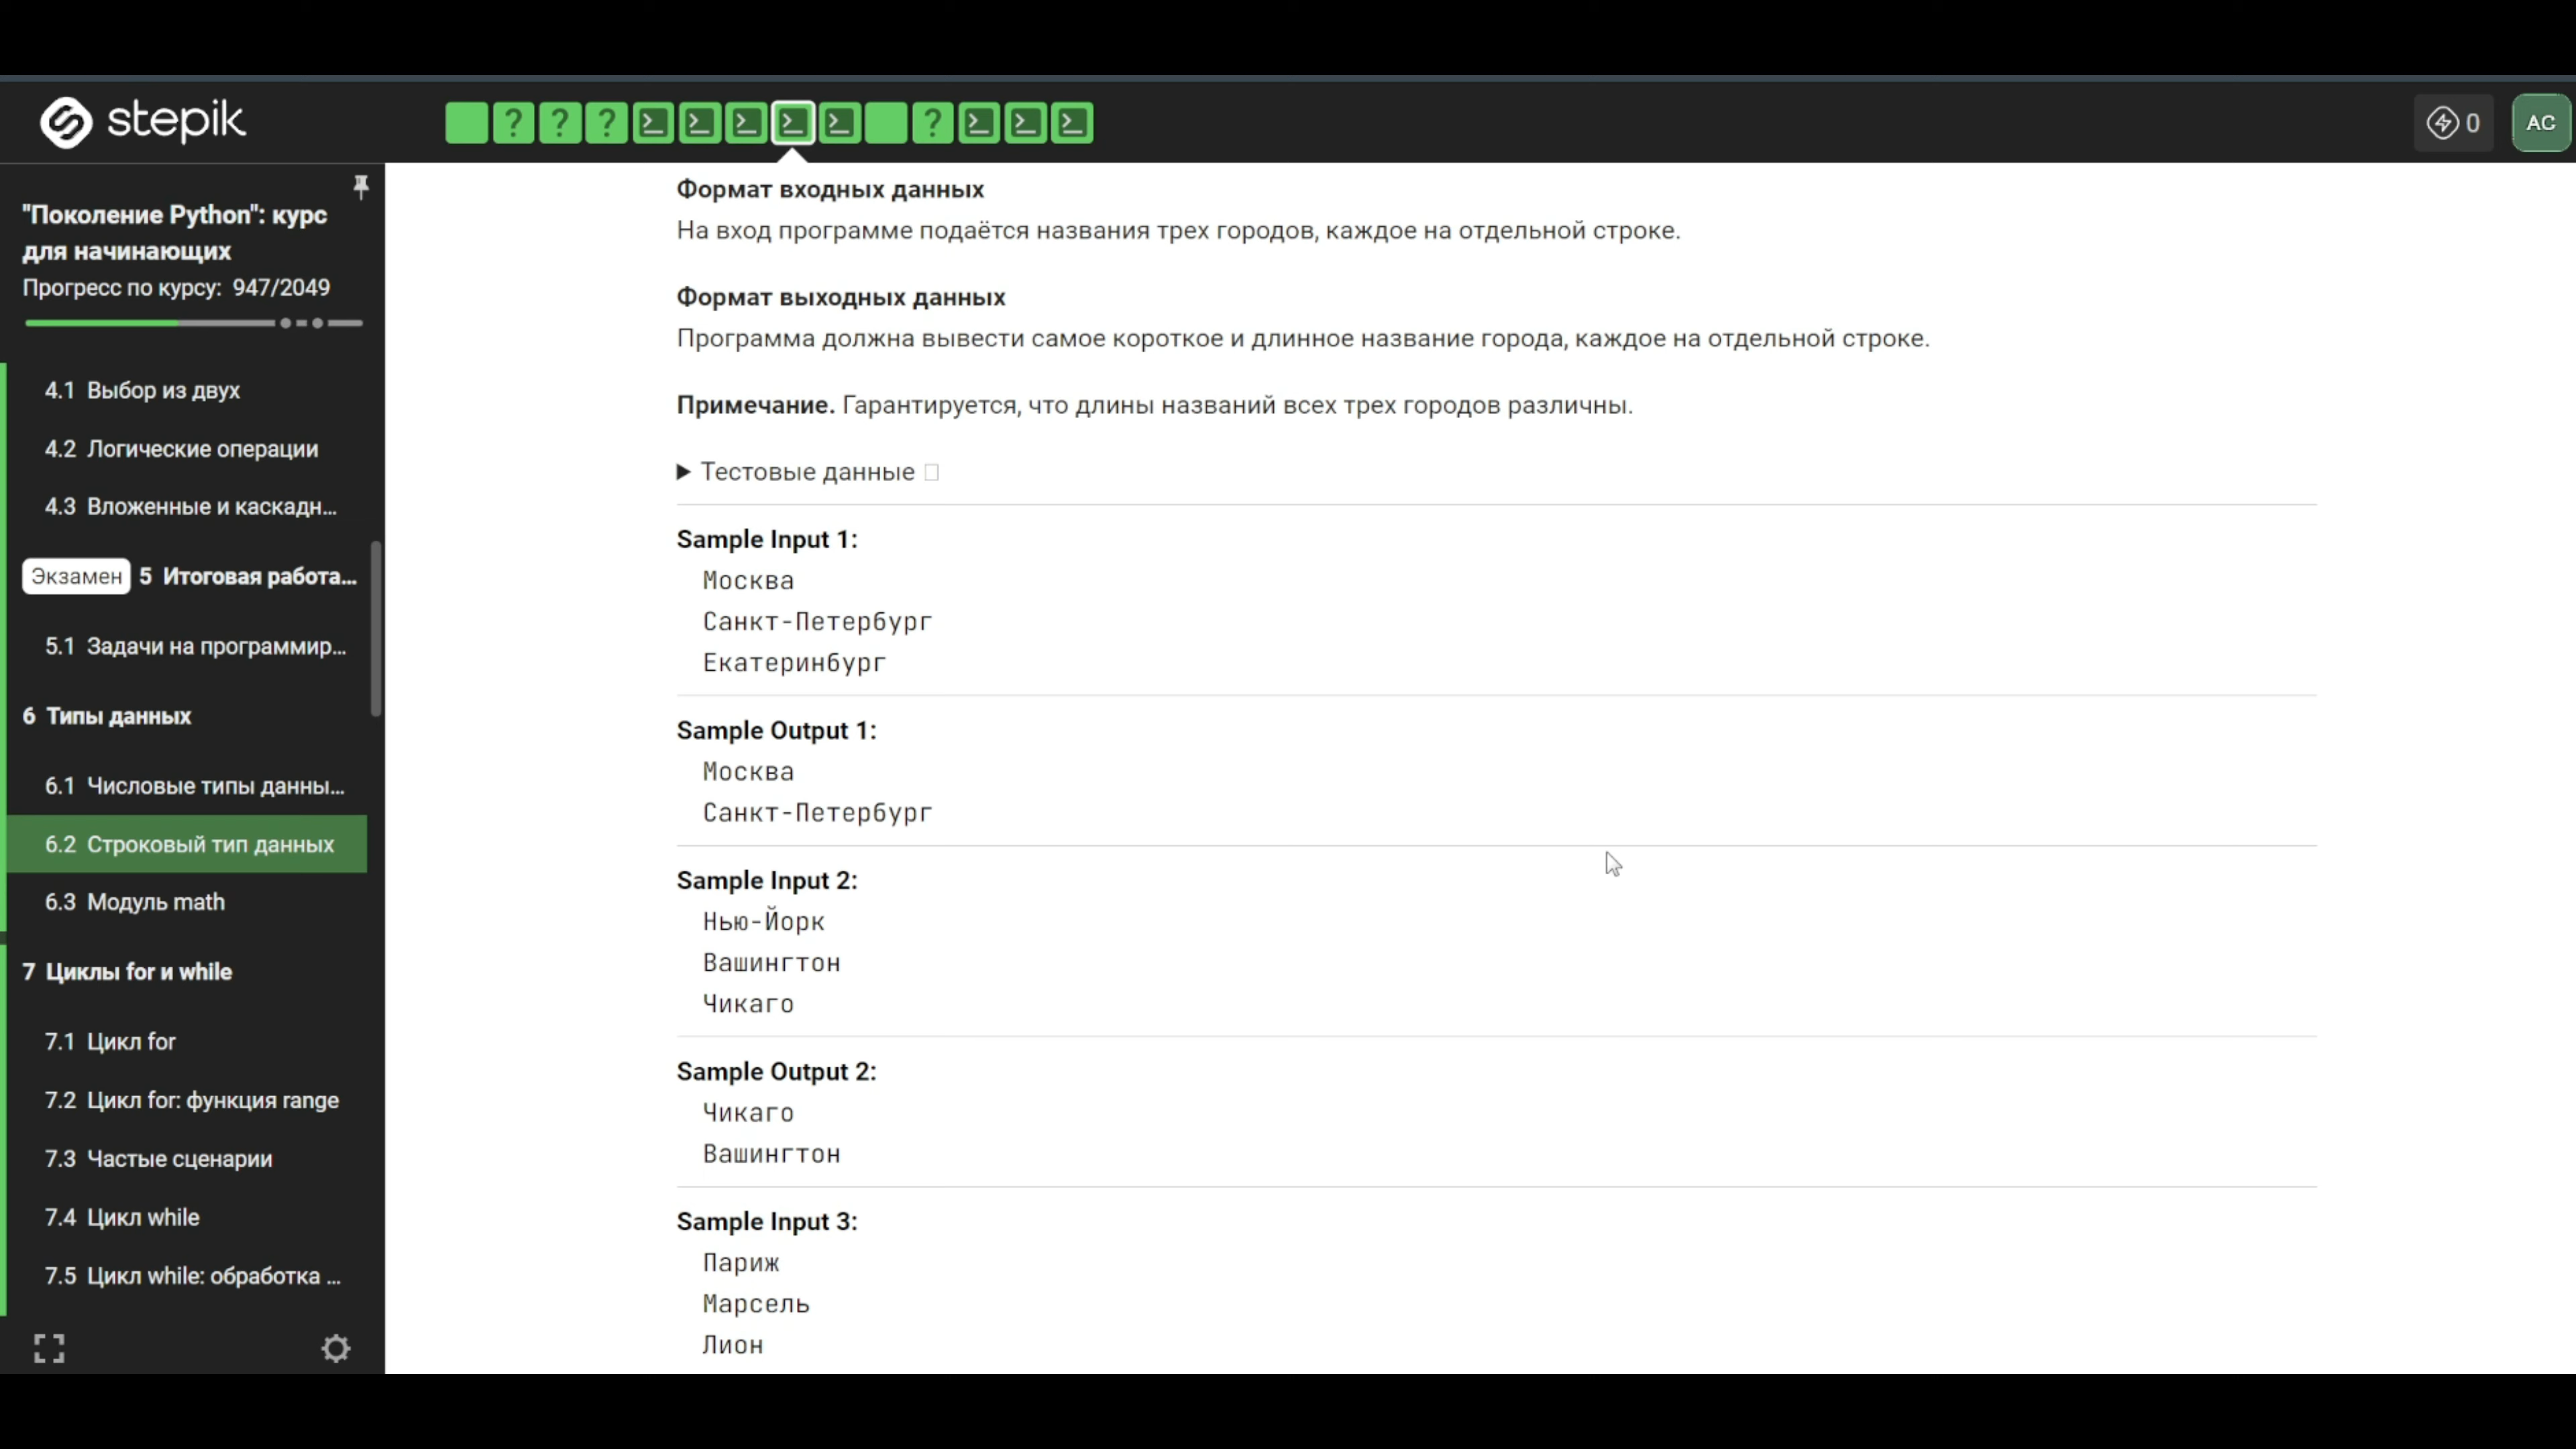 stepik
0
AC
"Поколение Python": курс
для начинающих
Прогресс по курсу: 947/2049
4.1 Выбор из двух
4.2 Логические операции
4.3 Вложенные и каскадн...
Экзамен 5 Итоговая работа...
5.1 Задачи на программир...
6 Типы данных
6.1 Числовые типы данны...
6.2 Строковый тип данных
6.3 Модуль math
7 Циклы for и while
7.1 Цикл for
7.2 Цикл for: функция range
7.3 Частые сценарии
7.4 Цикл while
7.5 Цикл while: обработка ...
Формат входных данных
На вход программе подаётся названия трех городов, каждое на отдельной строке.
Формат выходных данных
Программа должна вывести самое короткое и длинное название города, каждое на отдельной строке.
Примечание. Гарантируется, что длины названий всех трех городов различны.
Тестовые данные
Sample Input 1:
Москва
Санкт-Петербург
Екатеринбург
Sample Output 1:
Москва
Санкт-Петербург
Sample Input 2:
Нью-Йорк
Вашингтон
Чикаго
Sample Output 2:
Чикаго
Вашингтон
Sample Input 3:
Париж
Марсель
Лион